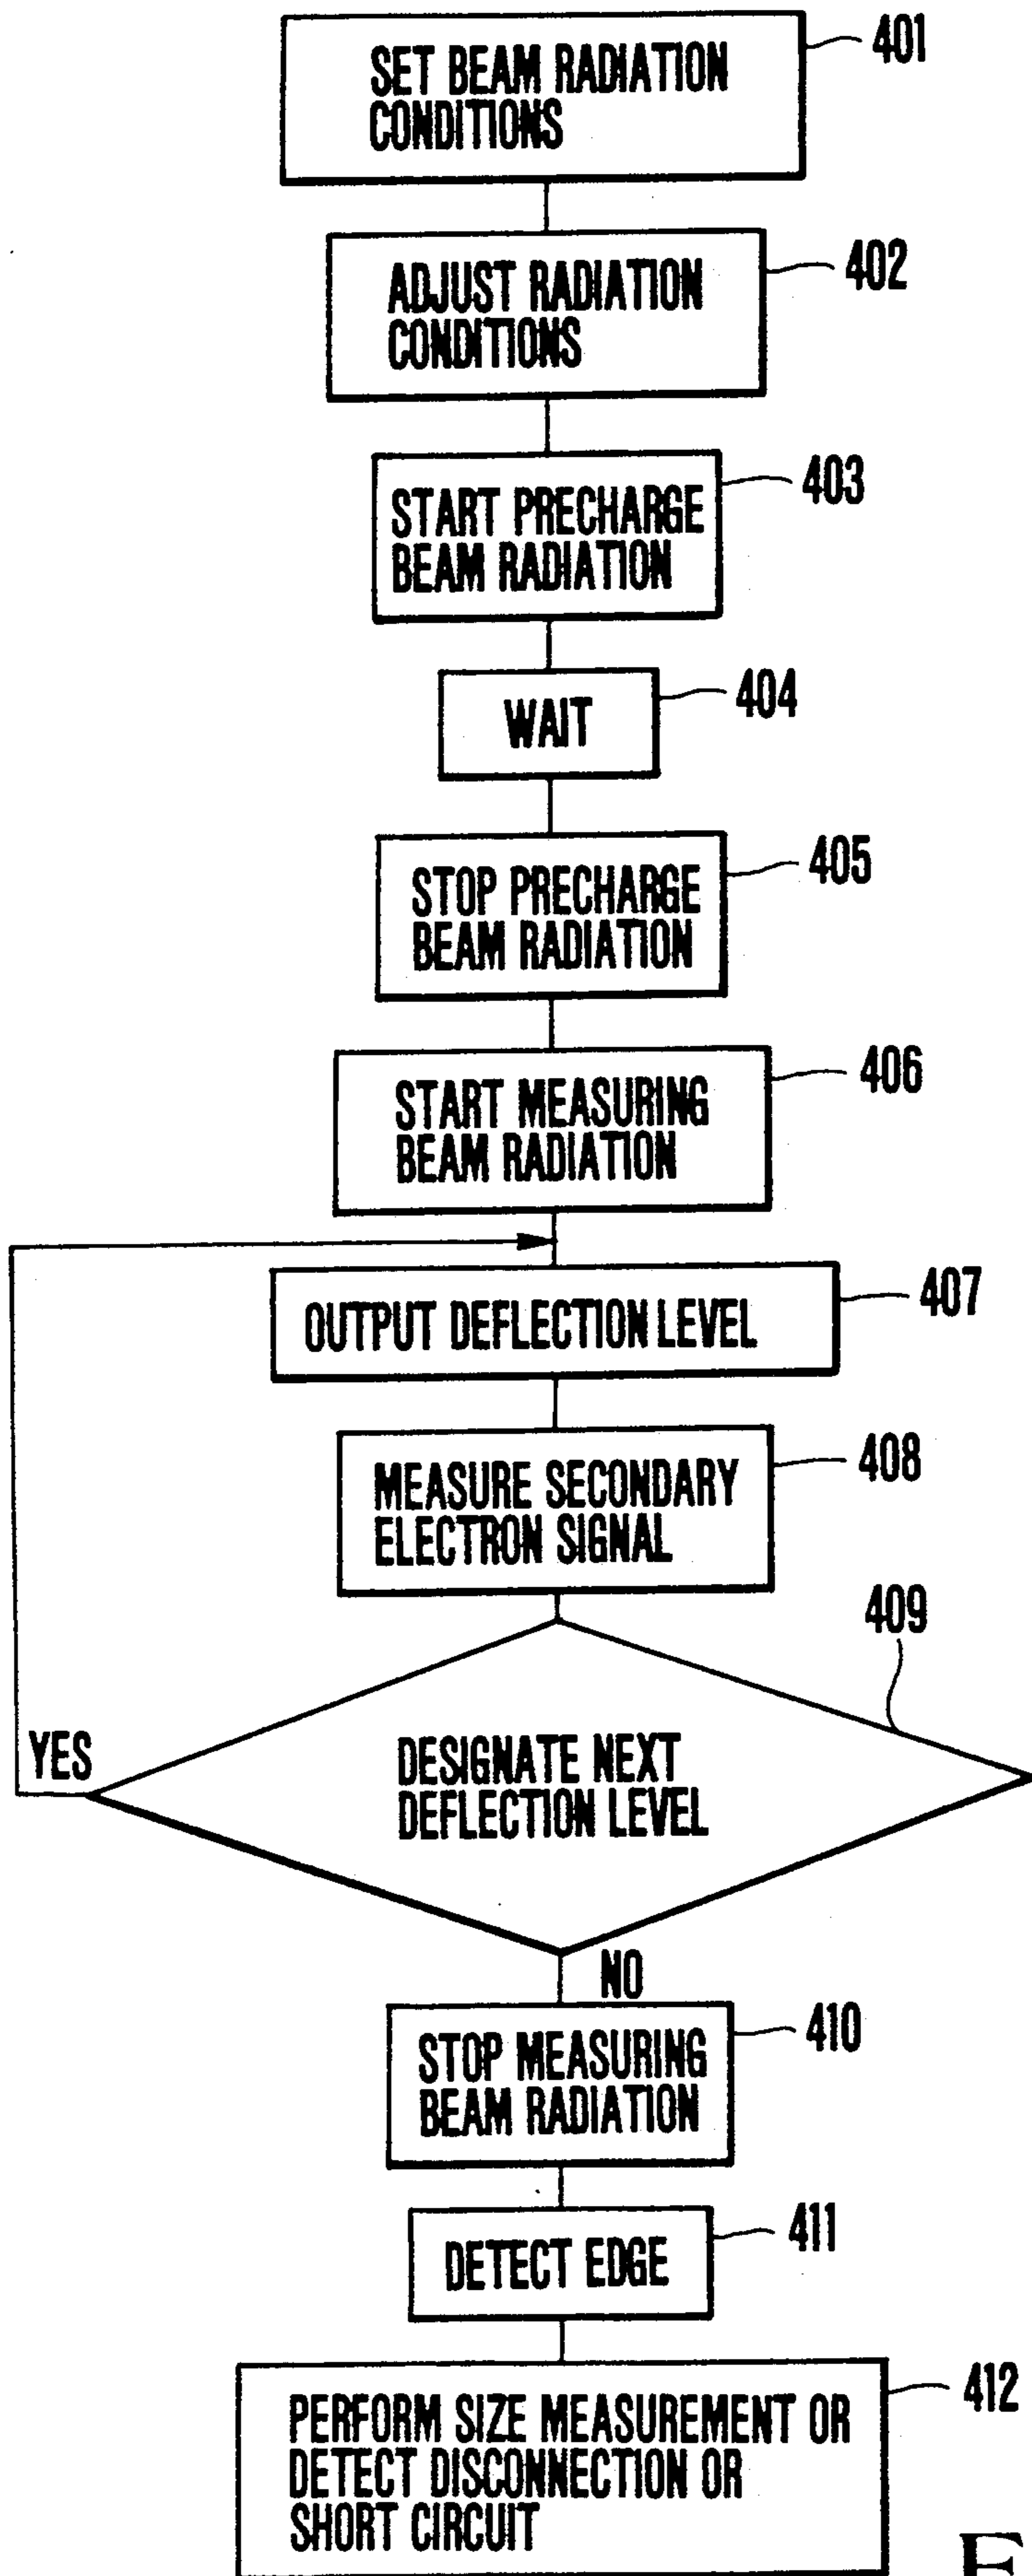 SET BEAM RADIATION
CONDITIONS
401
ADJUST RADIATION
CONDITIONS
402
START PRECHARGE
BEAM RADIATION
403
WAIT
404
STOP PRECHARGE
BEAM RADIATION
405
START MEASURING
BEAM RADIATION
406
OUTPUT DEFLECTION LEVEL
407
MEASURE SECONDARY
ELECTRON SIGNAL
408
409
YES
DESIGNATE NEXT
DEFLECTION LEVEL
NO
STOP MEASURING
BEAM RADIATION
410
DETECT EDGE
411
PERFORM SIZE MEASUREMENT OR
DETECT DISCONNECTION OR
SHORT CIRCUIT
412